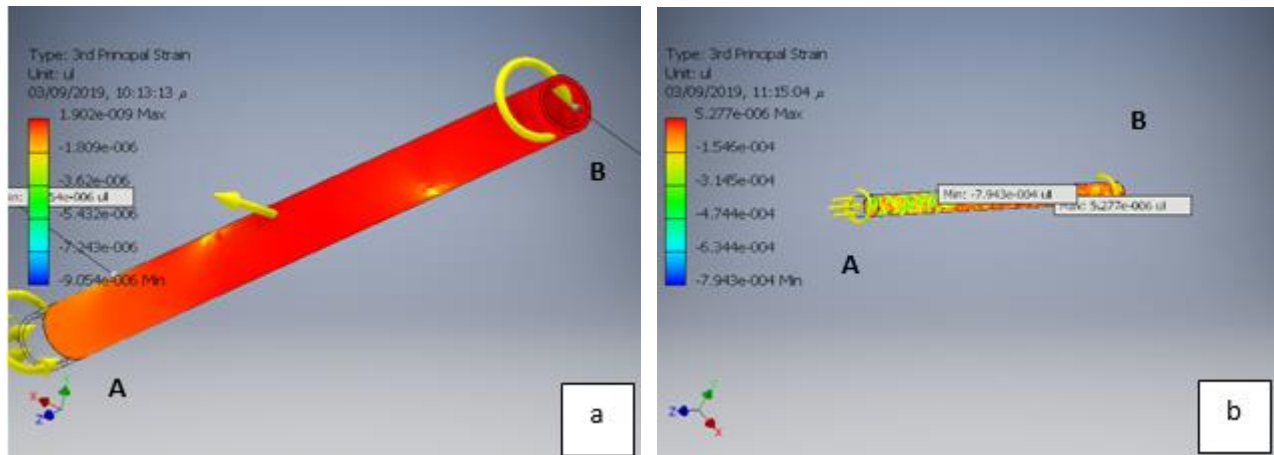 Type: 3rd Principal Strain
Unit: ul
03/09/2019, 10:13:13 م
1.902e-009 Max
-1.809e-006
-3.62e-006
-5.432e-006
-7.243e-006
-9.054e-006 Min
54e-006 ul
B
A
X
Z
a
Type: 3rd Principal Strain
Unit: ul
03/09/2019, 11:15:04 م
5.277e-006 Max
-1.546e-004
-3.145e-004
-4.744e-004
-6.344e-004
-7.943e-004 Min
B
Min: -7.943e-004 ul
5.277e-006 ul
A
Z
X
b